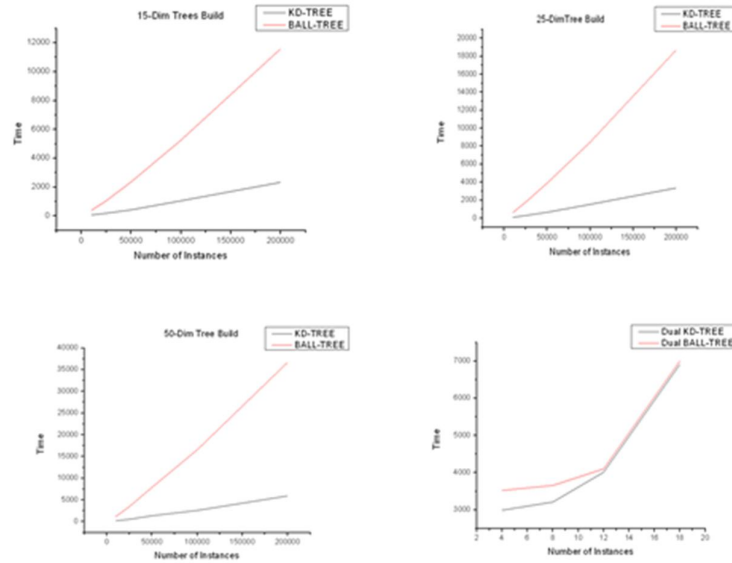 15-Dim Trees Build
KD-TREE
BALL-TREE
12000
10000
8000
6000
4000
2000
0
Time
0 50000 100000 150000 200000
Number of Instances
25-DimTree Build
KD-TREE
BALL-TREE
20000
18000
16000
14000
12000
10000
8000
6000
4000
2000
0
Time
0 50000 100000 150000 200000
Number of Instances
50-Dim Tree Build
KD-TREE
BALL-TREE
40000
35000
30000
25000
20000
15000
10000
5000
0
Time
0 50000 100000 150000 200000
Number of Instances
Dual KD-TREE
Dual BALL-TREE
7000
6000
5000
4000
3000
Time
2 4 6 8 10 12 14 16 18 20
Number of Instances